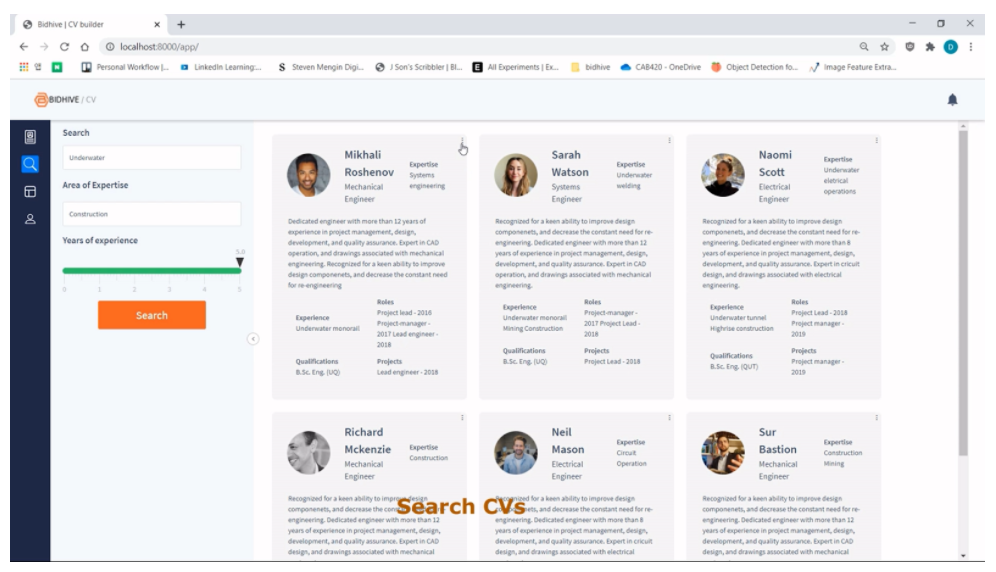 Bidhive | CV builder
localhost:8000/app/
Personal Workflow |...
LinkedIn Learning:...
Steven Mengin Digi...
J Son's Scribbler | Bl...
All Experiments | Ex...
bidhive
CAB420 - OneDrive
Object Detection fo...
Image Feature Extra...
D
BIDHIVE / CV
Search
Underwater
Area of Expertise
Construction
Years of experience
5.0
0 1 2 3 4 5
Search
Mikhali
Roshenov
Mechanical
Engineer
Expertise
Systems
engineering
Dedicated engineer with more than 12 years of
experience in project management, design,
development, and quality assurance. Expert in CAD
operation, and drawings associated with mechanical
engineering. Recognized for a keen ability to improve
design components, and decrease the constant need
for re-engineering
Experience
Underwater monorail
Roles
Project lead - 2016
Project-manager -
2017 Lead engineer -
2018
Qualifications
B.Sc. Eng. (UQ)
Projects
Lead engineer - 2018
Sarah
Watson
Systems
Engineer
Expertise
Underwater
welding
Recognized for a keen ability to improve design
componenets, and decrease the constant need for re-
engineering. Dedicated engineer with more than 12
years of experience in project management, design,
development, and quality assurance. Expert in CAD
operation, and drawings associated with mechanical
engineering.
Experience
Underwater monorail
Mining Construction
Roles
Project-manager -
2017 Project Lead -
2018
Qualifications
B.Sc. Eng. (UQ)
Projects
Project Lead - 2018
Naomi
Scott
Electrical
Engineer
Expertise
Underwater
eletrical
operations
Recognized for a keen ability to improve design
componenets, and decrease the constant need for re-
engineering. Dedicated engineer with more than 8
years of experience in project management, design,
development, and quality assurance. Expert in cricuit
design, and drawings associated with electrical
engineering.
Experience
Underwater tunnel
Highrise construction
Roles
Project Lead - 2018
Project manager -
2019
Qualifications
B.Sc. Eng. (QUT)
Projects
Project manager -
2019
Richard
Mckenzie
Mechanical
Engineer
Expertise
Construction
Recognized for a keen ability to improve design
componenets, and decrease the constant need for re-
engineering. Dedicated engineer with more than 12
years of experience in project management, design,
development, and quality assurance. Expert in CAD
design, and drawings associated with mechanical
Neil
Mason
Electrical
Engineer
Expertise
Circuit
Operation
Recognized for a keen ability to improve design
componenets, and decrease the constant need for re-
engineering. Dedicated engineer with more than 8
years of experience in project management, design,
development, and quality assurance. Expert in cricuit
design, and drawings associated with electrical
Sur
Bastion
Mechanical
Engineer
Expertise
Construction
Mining
Recognized for a keen ability to improve design
componenets, and decrease the constant need for re-
engineering. Dedicated engineer with more than 12
years of experience in project management, design,
development, and quality assurance. Expert in CAD
design, and drawings associated with mechanical
Search CVs